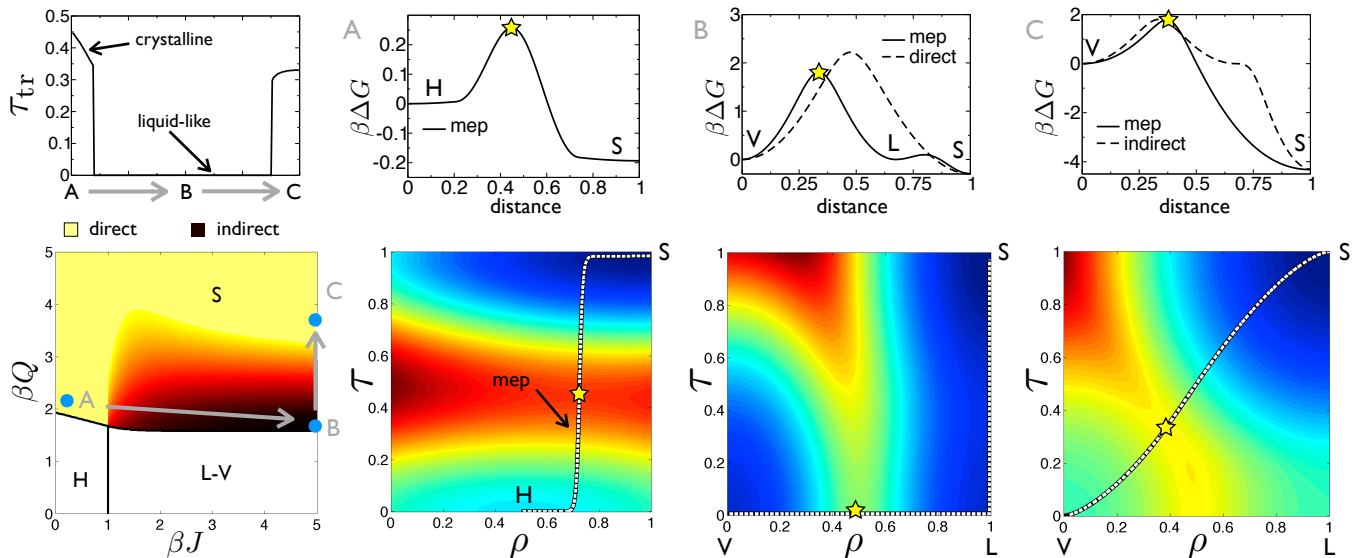 0.5
0.4
0.3
0.2
0.1
0
τtr
crystalline
liquid-like
A
B
C
A
0.2
0.1
0
-0.1
-0.2
βΔG
H
S
mep
0 0.2 0.4 0.6 0.8 1
distance
B
3
2
1
0
βΔG
mep
direct
V
L
S
0 0.25 0.5 0.75 1
distance
C
2
0
-2
-4
βΔG
V
S
mep
indirect
0 0.25 0.5 0.75 1
distance
direct
indirect
5
4
3
2
1
0
βQ
S
C
A
B
H
L-V
0 1 2 3 4 5
βJ
S
1
0.8
0.6
0.4
0.2
0
τ
mep
H
0 0.2 0.4 0.6 0.8 1
ρ
S
1
0.8
0.6
0.4
0.2
0
τ
0 0.2 0.4 0.6 0.8 1
V
ρ
L
S
1
0.8
0.6
0.4
0.2
0
τ
0 0.2 0.4 0.6 0.8 1
V
ρ
L